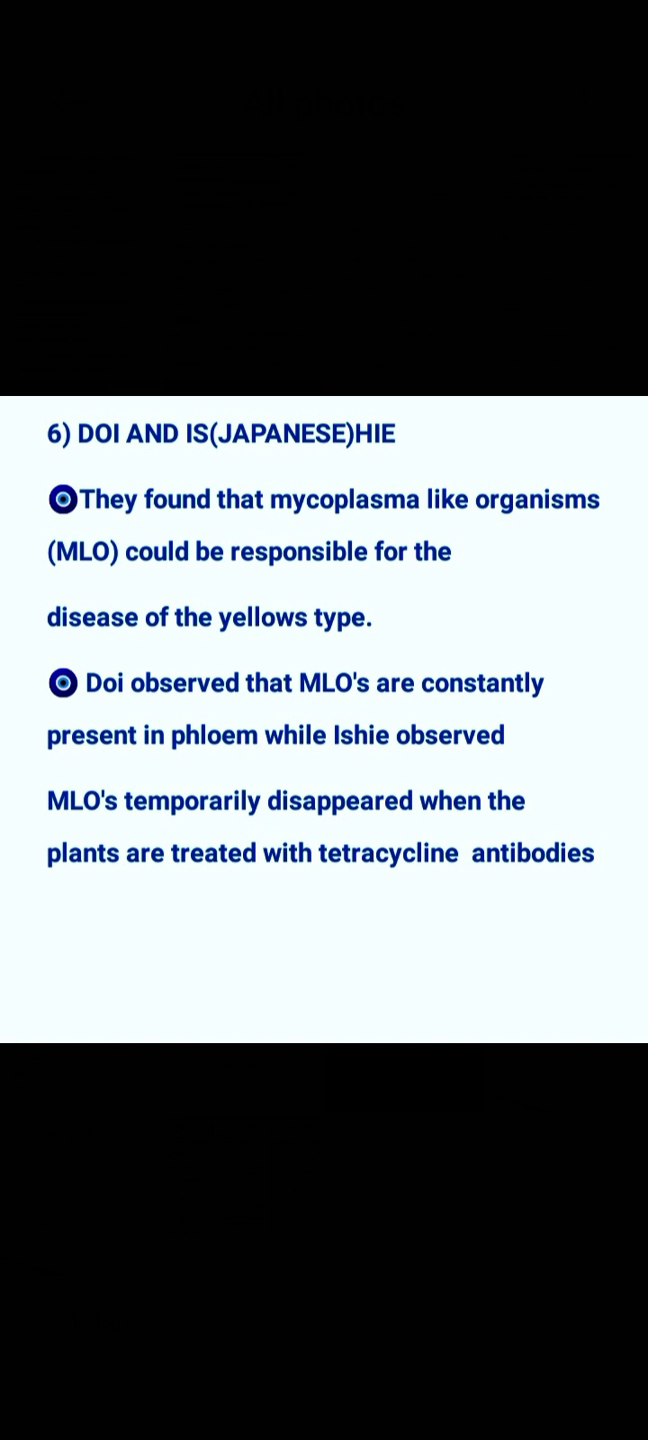 6) DOI AND IS(JAPANESE)HIE
🧿They found that mycoplasma like organisms
(MLO) could be responsible for the
disease of the yellows type.
🧿 Doi observed that MLO's are constantly
present in phloem while Ishie observed
MLO's temporarily disappeared when the
plants are treated with tetracycline antibodies